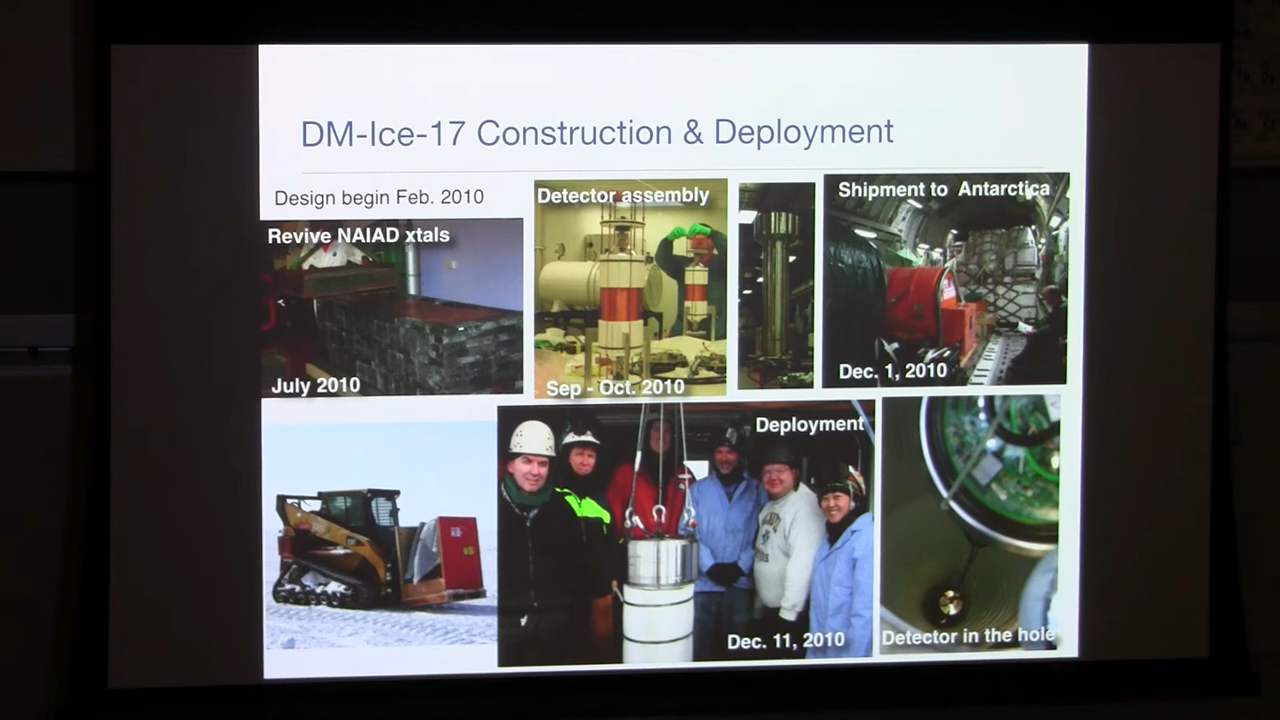 DM-Ice-17 Construction & Deployment
Design begin Feb. 2010
Revive NAIAD xtals
July 2010
Detector assembly
Sep - Oct. 2010
Shipment to Antarctica
Dec. 1, 2010
Deployment
Dec. 11, 2010
Detector in the hole